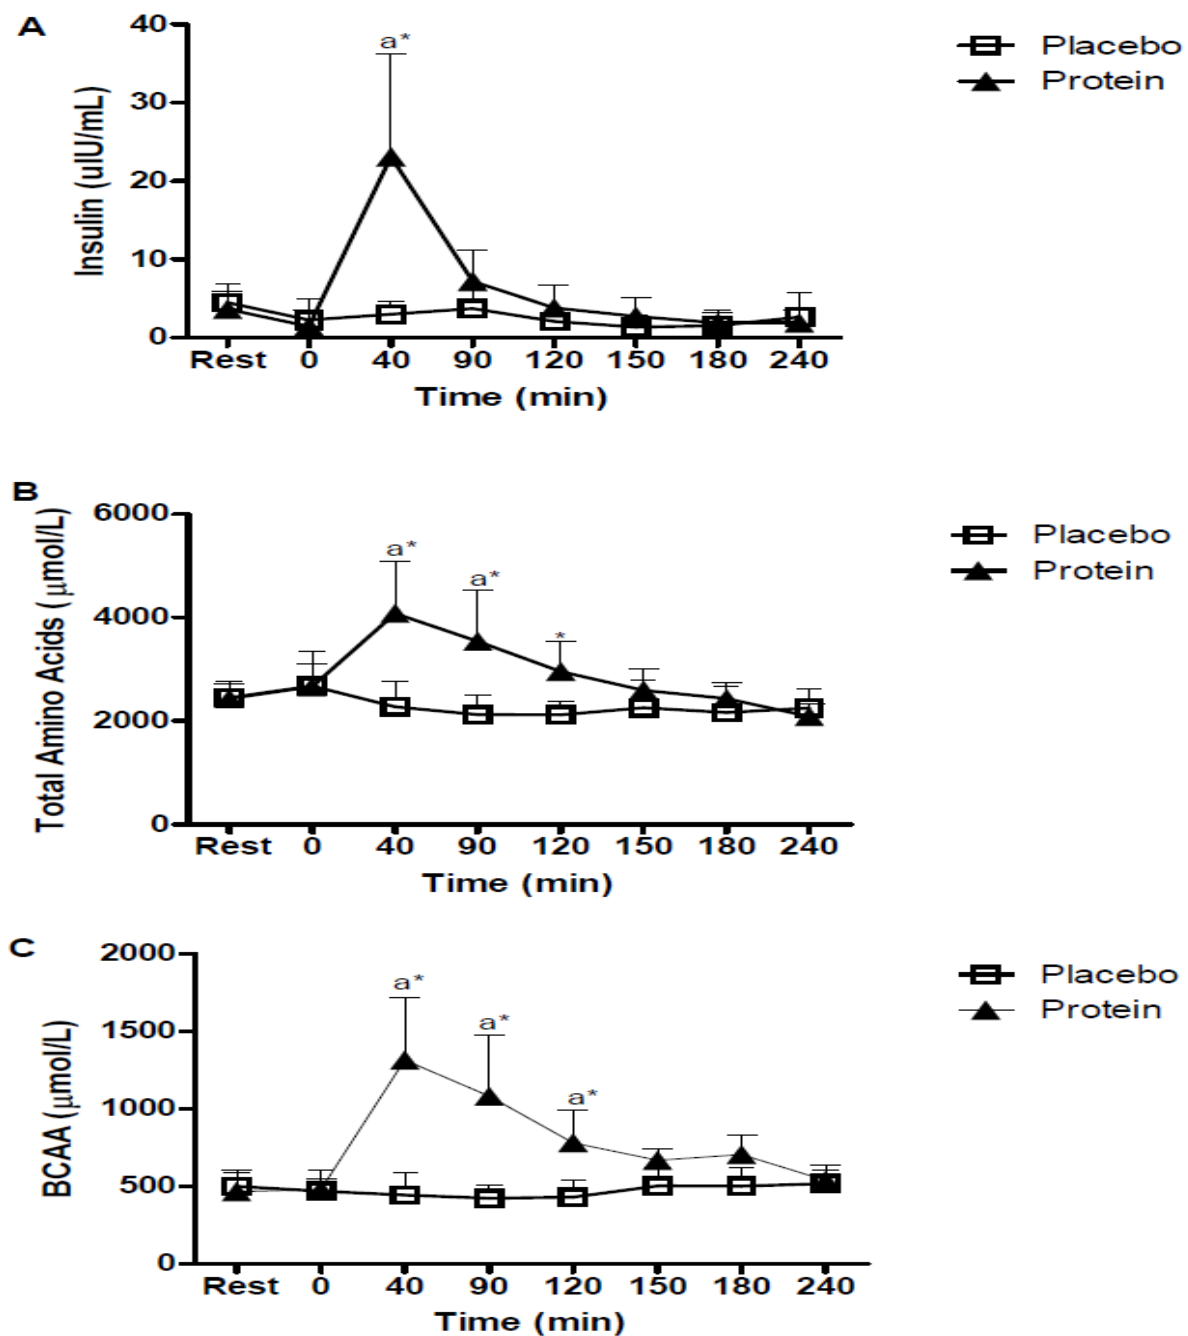 A
40
30
20
10
0
Insulin (uIU/mL)
a*
Placebo
Protein
Rest 0 40 90 120 150 180 240
Time (min)
B
6000
4000
2000
0
Total Amino Acids (μmol/L)
a*
a*
*
Placebo
Protein
Rest 0 40 90 120 150 180 240
Time (min)
C
2000
1500
1000
500
0
BCAA (μmol/L)
a*
a*
a*
Placebo
Protein
Rest 0 40 90 120 150 180 240
Time (min)